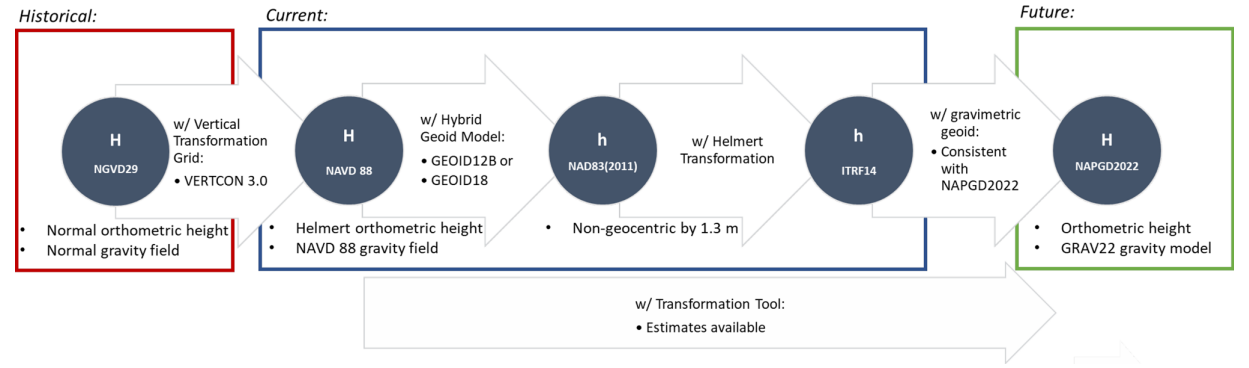 Historical:
Current:
Future:
H
NGVD29
w/ Vertical
Transformation
Grid:
• VERTCON 3.0
H
NAVD 88
w/ Hybrid
Geoid Model:
• GEOID12B or
• GEOID18
h
NAD83(2011)
w/ Helmert
Transformation
h
ITRF14
w/ gravimetric
geoid:
• Consistent
with
NAPGD2022
H
NAPGD2022
• Normal orthometric height
• Normal gravity field
• Helmert orthometric height
• NAVD 88 gravity field
• Non-geocentric by 1.3 m
• Orthometric height
• GRAV22 gravity model
w/ Transformation Tool:
• Estimates available